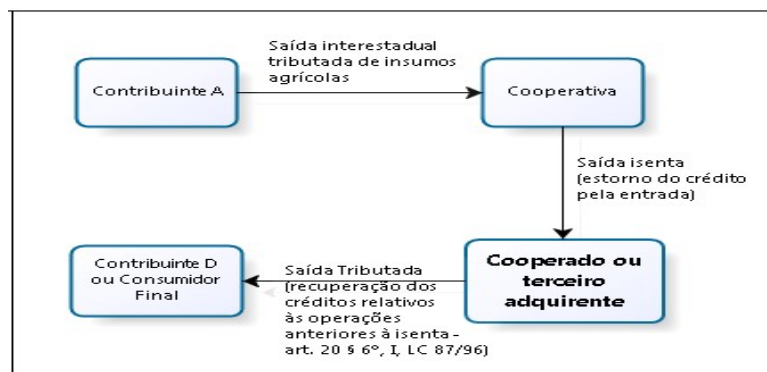 Saída interestadual
tributada de insumos
agrícolas
Contribuinte A
Cooperativa
Saída isenta
(estorno do crédito
pela entrada)
Cooperado ou
terceiro
adquirente
Saída Tributada
(recuperação dos
créditos relativos
às operações
anteriores à isenta -
art. 20 § 6º, I, LC 87/96)
Contribuinte D
ou Consumidor
Final